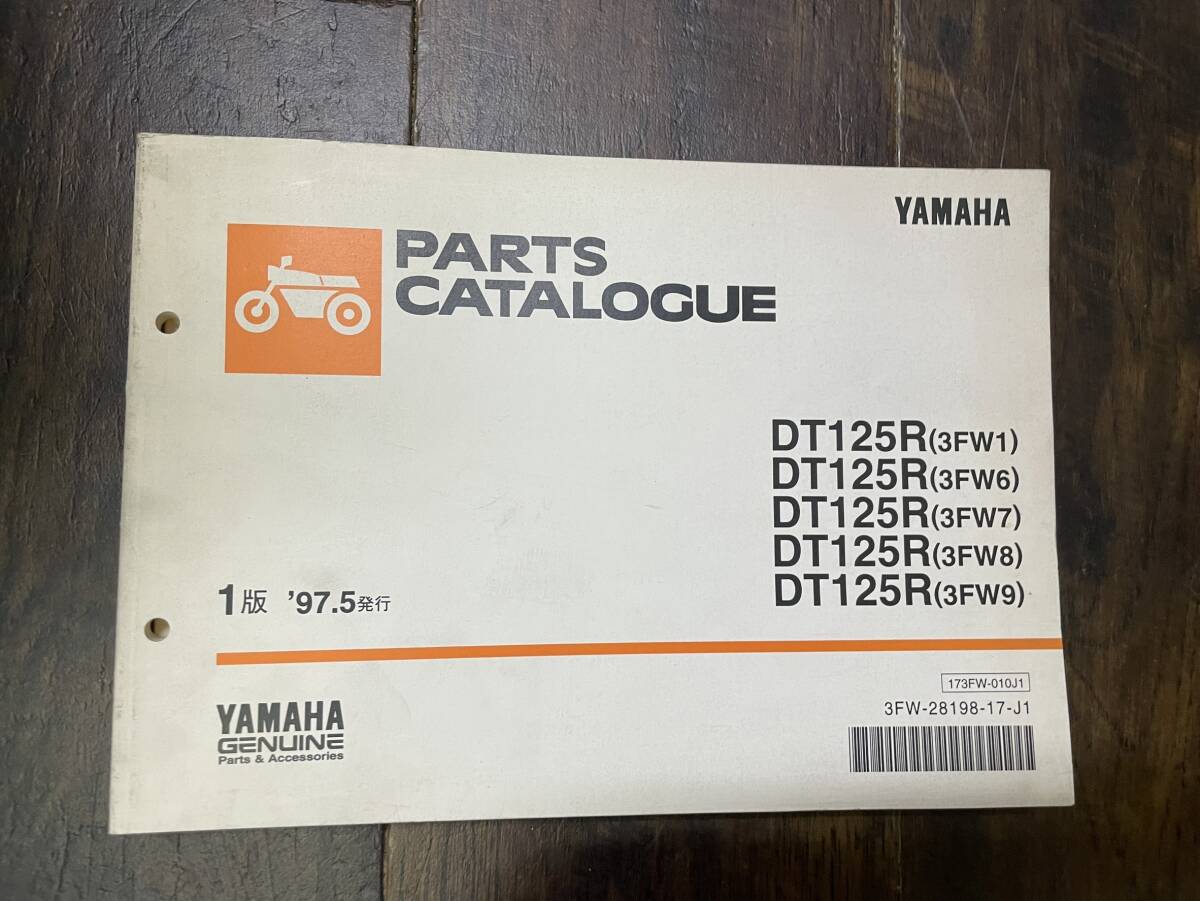 YAMAHA
PARTS
CATALOGUE
DT125R(3FW1)
DT125R(3FW6)
DT125R(3FW7)
DT125R(3FW8)
DT125R(3FW9)
1版 '97.5発行
173FW-010J1
3FW-28198-17-J1
YAMAHA
GENUINE
Parts & Accessories